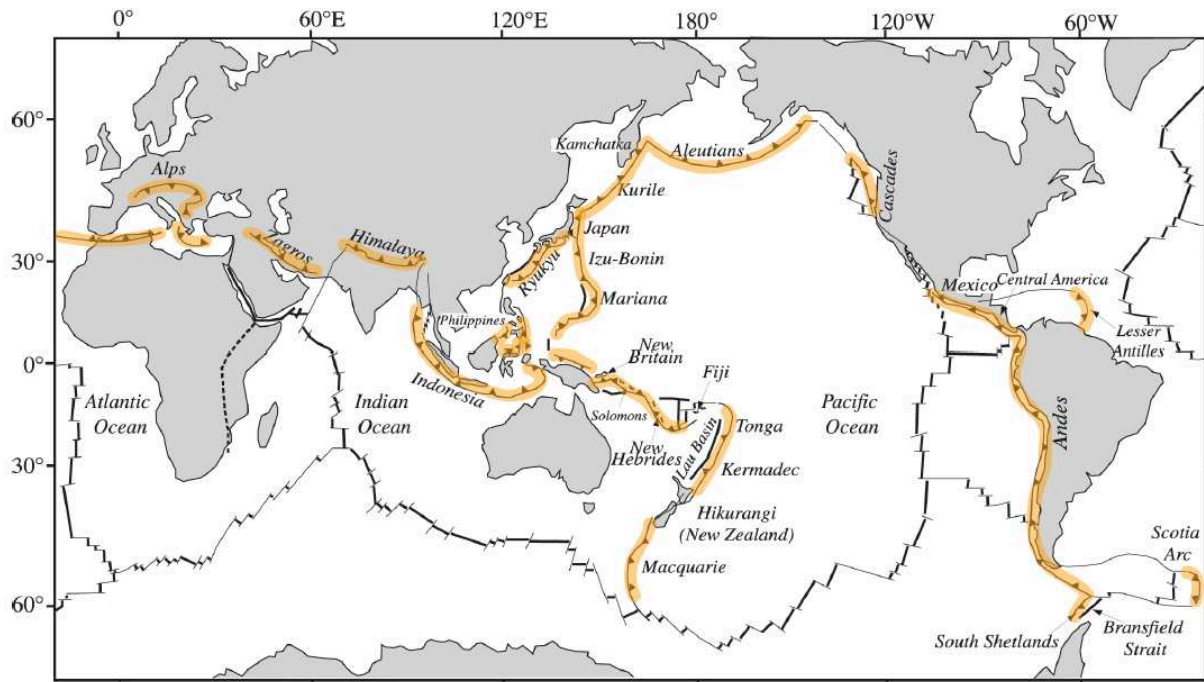 0° 60°E 120°E 180° 120°W 60°W
60°
Kamchatka
Aleutians
Alps
Kurile
Cascades
Japan
30°
Zagros
Himalaya
Ryukyu
Izu-Bonin
Mexico
Central America
Mariana
Philippines
Lesser
Antilles
0°
New
Britain
Fiji
Indonesia
Atlantic
Ocean
Indian
Ocean
Solomons
Pacific
Ocean
Andes
Tonga
New
Hebrides
Lau Basin
30°
Kermadec
Hikurangi
(New Zealand)
Scotia
Arc
Macquarie
60°
South Shetlands
Bransfield
Strait